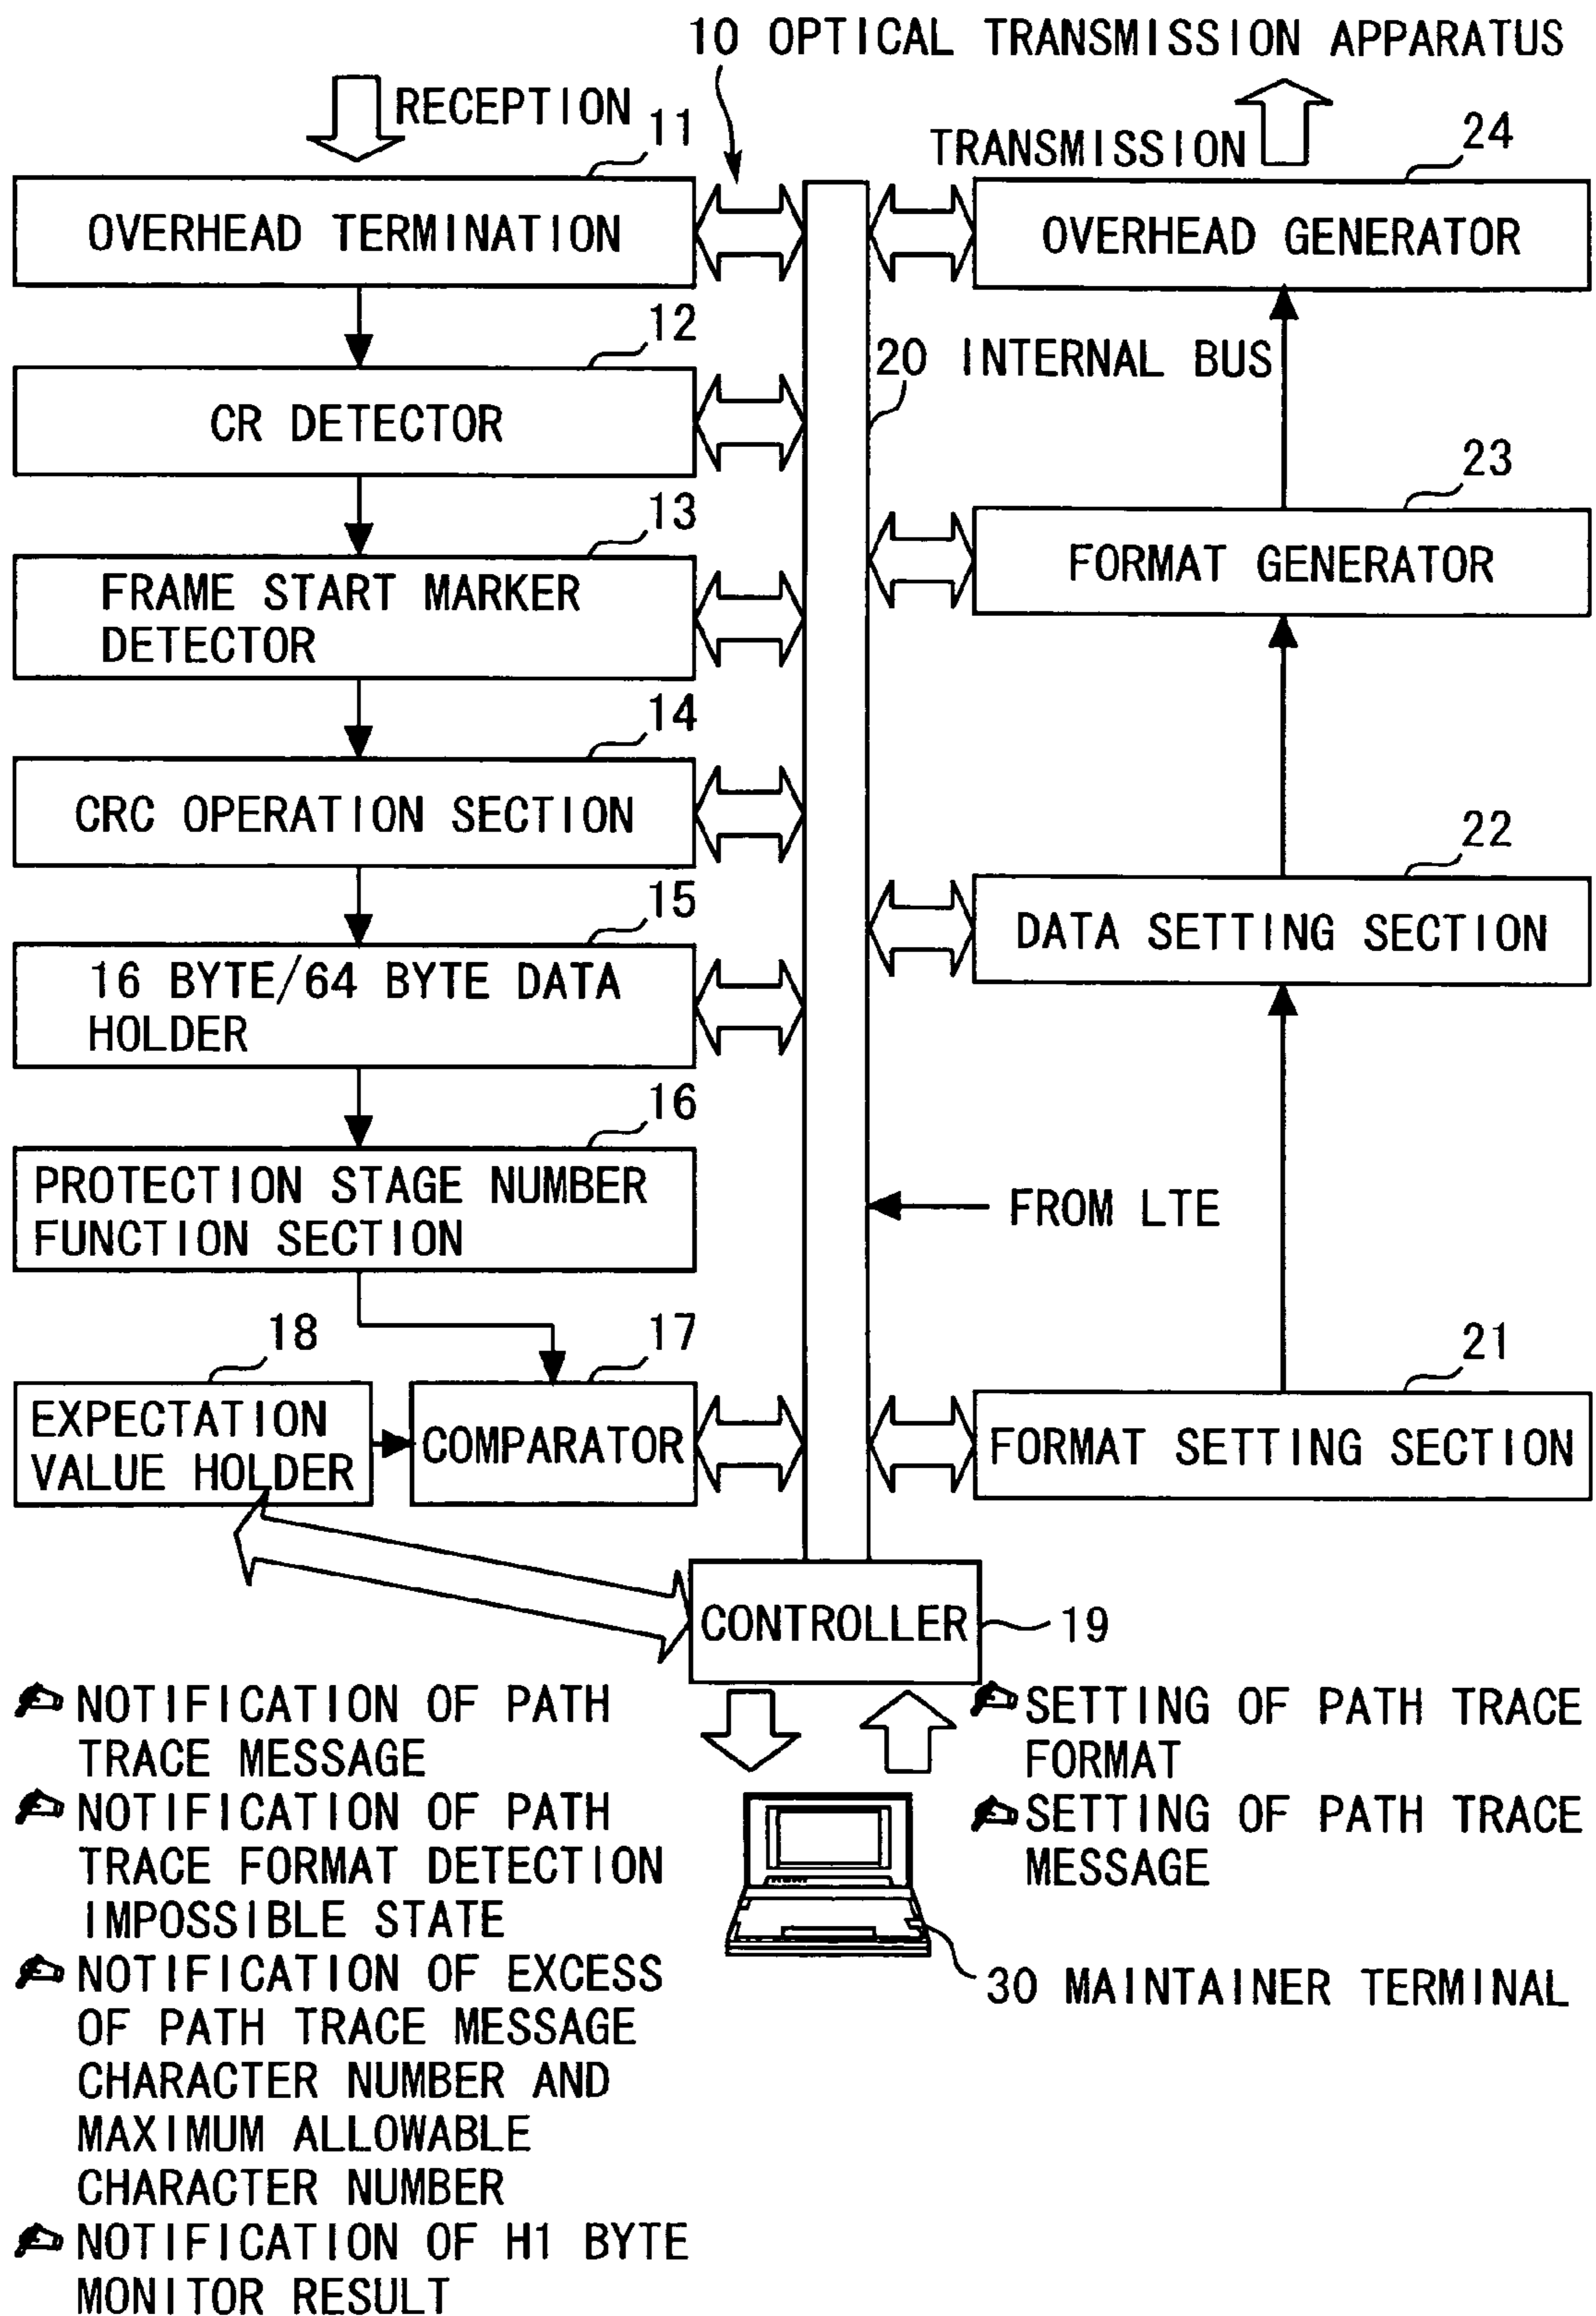 10 OPTICAL TRANSMISSION APPARATUS
RECEPTION
TRANSMISSION
11
24
OVERHEAD TERMINATION
OVERHEAD GENERATOR
12
20 INTERNAL BUS
CR DETECTOR
23
13
FORMAT GENERATOR
FRAME START MARKER
DETECTOR
14
CRC OPERATION SECTION
22
15
DATA SETTING SECTION
16 BYTE/64 BYTE DATA
HOLDER
16
PROTECTION STAGE NUMBER
FUNCTION SECTION
FROM LTE
18
17
21
EXPECTATION
VALUE HOLDER
COMPARATOR
FORMAT SETTING SECTION
CONTROLLER
19
NOTIFICATION OF PATH
TRACE MESSAGE
NOTIFICATION OF PATH
TRACE FORMAT DETECTION
IMPOSSIBLE STATE
NOTIFICATION OF EXCESS
OF PATH TRACE MESSAGE
CHARACTER NUMBER AND
MAXIMUM ALLOWABLE
CHARACTER NUMBER
NOTIFICATION OF H1 BYTE
MONITOR RESULT
SETTING OF PATH TRACE
FORMAT
SETTING OF PATH TRACE
MESSAGE
30 MAINTAINER TERMINAL